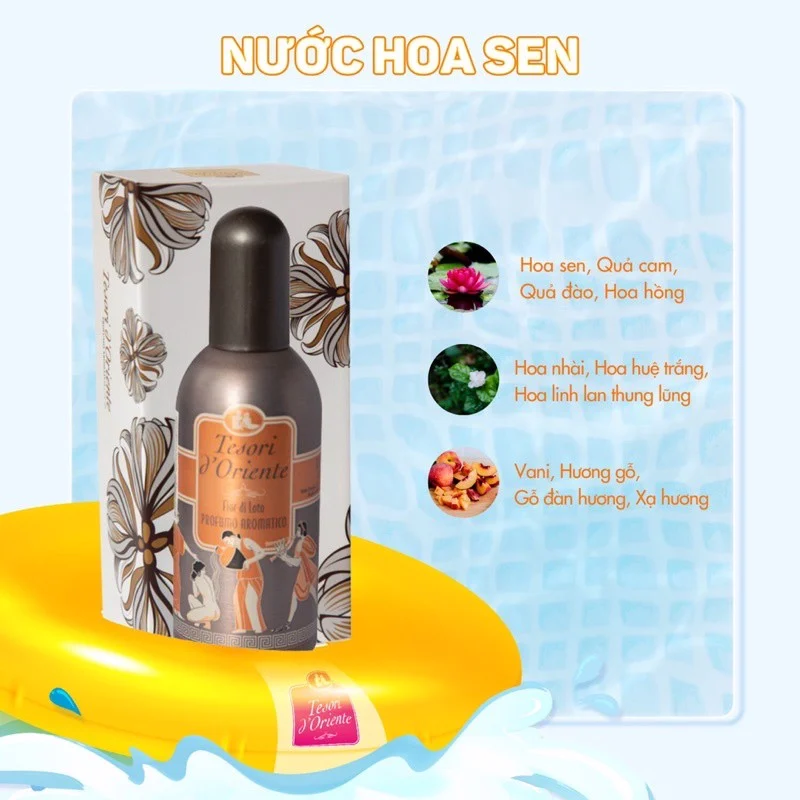 NƯỚC HOA SEN
Hoa sen, Quả cam,
Quả đào, Hoa hồng
Hoa nhài, Hoa huệ trắng,
Hoa linh lan thung lũng
Vani, Hương gỗ,
Gỗ đàn hương, Xạ hương
Tesori d'Oriente
Tesori
d'Oriente
Fior di Loto
PROFUMO AROMATICO
Tesori
d'Oriente